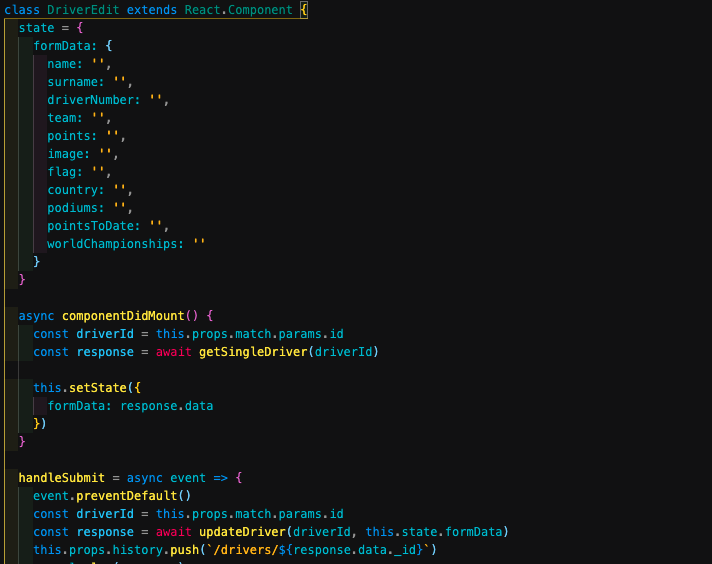 class DriverEdit extends React.Component {
  state = {
    formData: {
      name: '',
      surname: '',
      driverNumber: '',
      team: '',
      points: '',
      image: '',
      flag: '',
      country: '',
      podiums: '',
      pointsToDate: '',
      worldChampionships: ''
    }
  }
  async componentDidMount() {
    const driverId = this.props.match.params.id
    const response = await getSingleDriver(driverId)
    this.setState({
      formData: response.data
    })
  }
  handleSubmit = async event => {
    event.preventDefault()
    const driverId = this.props.match.params.id
    const response = await updateDriver(driverId, this.state.formData)
    this.props.history.push(`/drivers/${response.data._id}`)